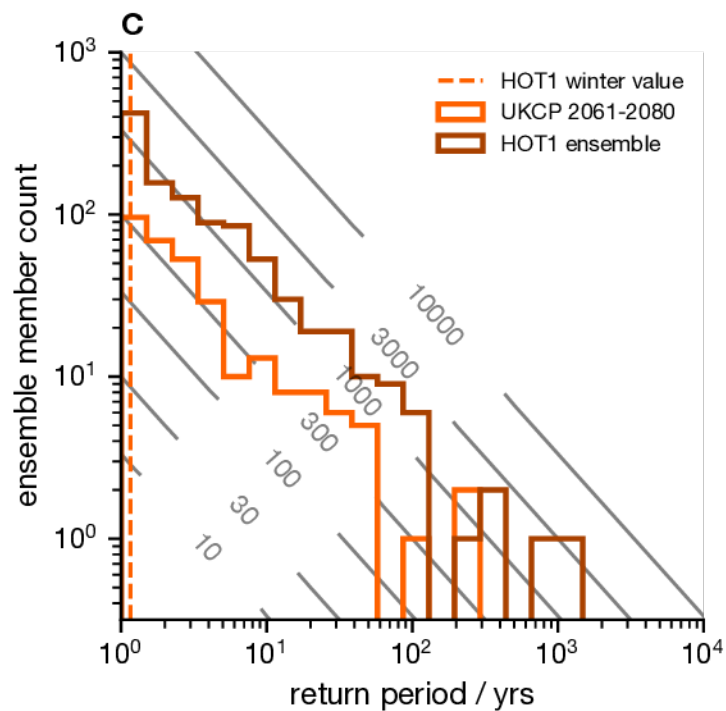 C
10³
10²
10¹
10⁰
ensemble member count
HOT1 winter value
UKCP 2061-2080
HOT1 ensemble
10000
3000
1000
300
100
30
10
10⁰ 10¹ 10² 10³ 10⁴
return period / yrs